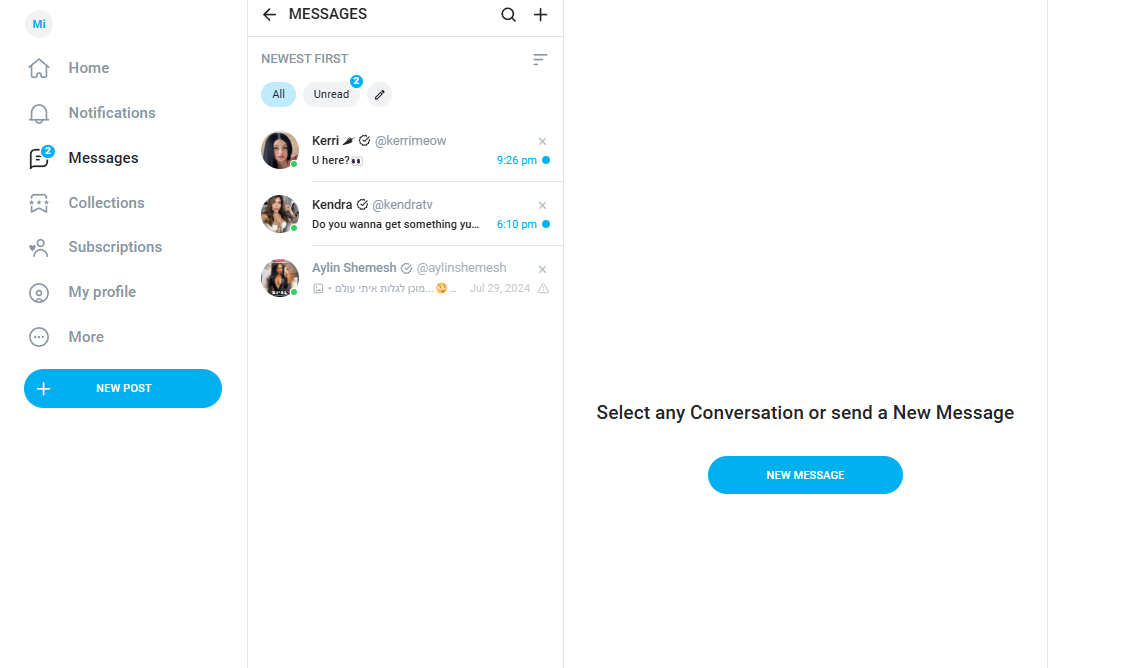 Mi
Home
Notifications
2
Messages
Collections
Subscriptions
My profile
More
NEW POST
MESSAGES
NEWEST FIRST
All
Unread
2
Kerri 🌶 @kerrimeow
U here?👀 9:26 pm
Kendra @kendratv
Do you wanna get something yu… 6:10 pm
Aylin Shemesh @aylinshemesh
• מוכן לגלות איתי עולם...😏… Jul 29, 2024
Select any Conversation or send a New Message
NEW MESSAGE